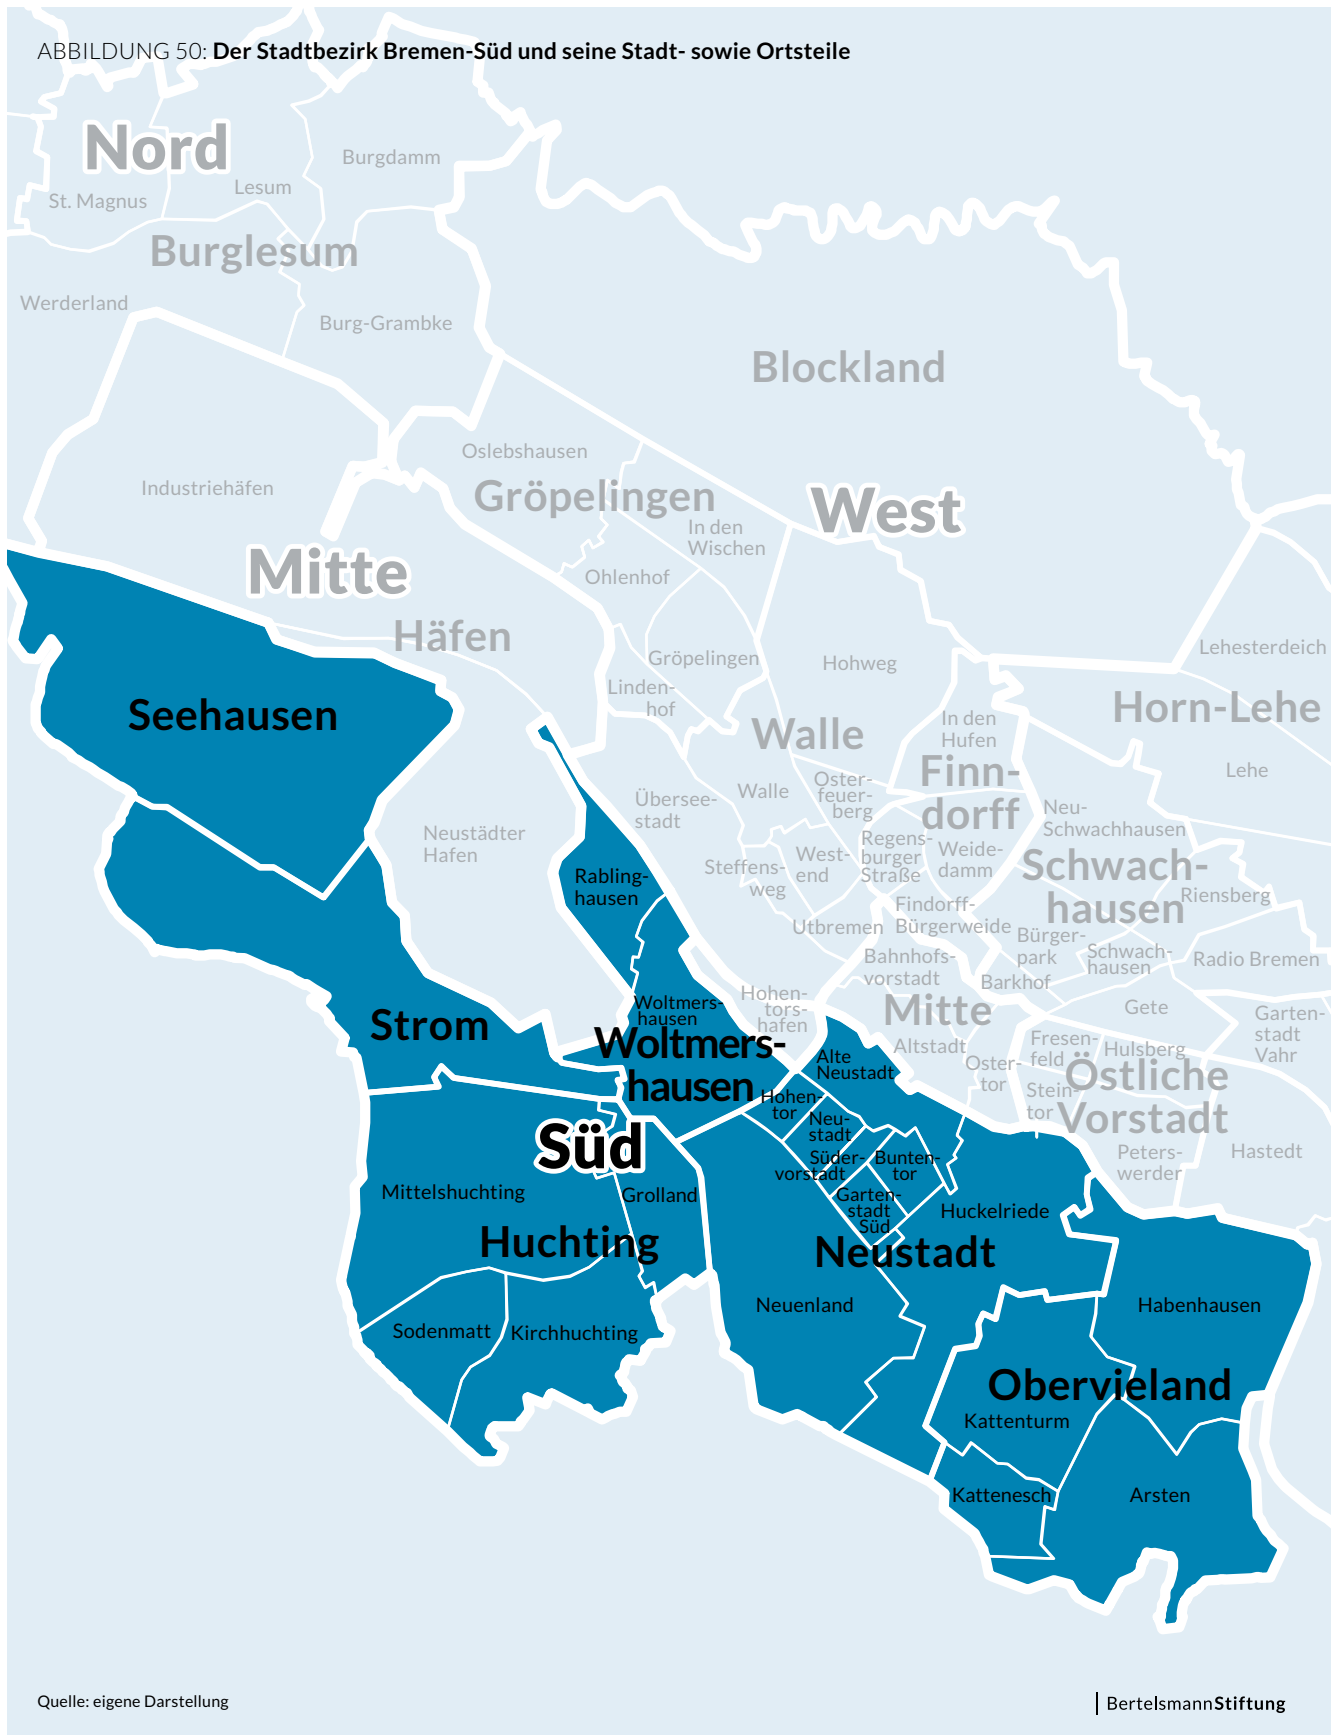 ABBILDUNG 50: Der Stadtbezirk Bremen-Süd und seine Stadt- sowie Ortsteile
Nord
Burgdamm
Lesum
St. Magnus
Burglesum
Werderland
Burg-Grambke
Blockland
Oslebshausen
Industriehäfen
Gröpelingen
West
In den
Wischen
Mitte
Ohlenhof
Häfen
Lehesterdeich
Gröpelingen
Hohweg
Linden-
hof
Seehausen
Horn-Lehe
In den
Hufen
Walle
Finn-
dorff
Lehe
Oster-
feuer-
berg
Walle
Übersee-
stadt
Neu-
Schwachhausen
Neustädter
Hafen
Regens-
burger
Straße
Weide-
damm
West-
end
Steffens-
weg
Schwach-
hausen
Rabling-
hausen
Riensberg
Findorff-
Bürgerweide
Utbremen
Bürger-
park
Schwach-
hausen
Radio Bremen
Bahnhofs-
vorstadt
Barkhof
Hohen-
tors-
hafen
Woltmers-
hausen
Mitte
Gete
Garten-
stadt
Vahr
Strom
Woltmers-
hausen
Altstadt
Fresen-
feld
Hulsberg
Alte
Neustadt
Oster-
tor
Östliche
Vorstadt
Stein-
tor
Hohen-
tor
Neu-
stadt
Süd
Peters-
werder
Hastedt
Süder-
vorstadt
Bunten-
tor
Mittelshuchting
Grolland
Garten-
stadt
Süd
Huckelriede
Huchting
Neustadt
Neuenland
Habenhausen
Sodenmatt
Kirchhuchting
Obervieland
Kattenturm
Kattenesch
Arsten
Quelle: eigene Darstellung
BertelsmannStiftung